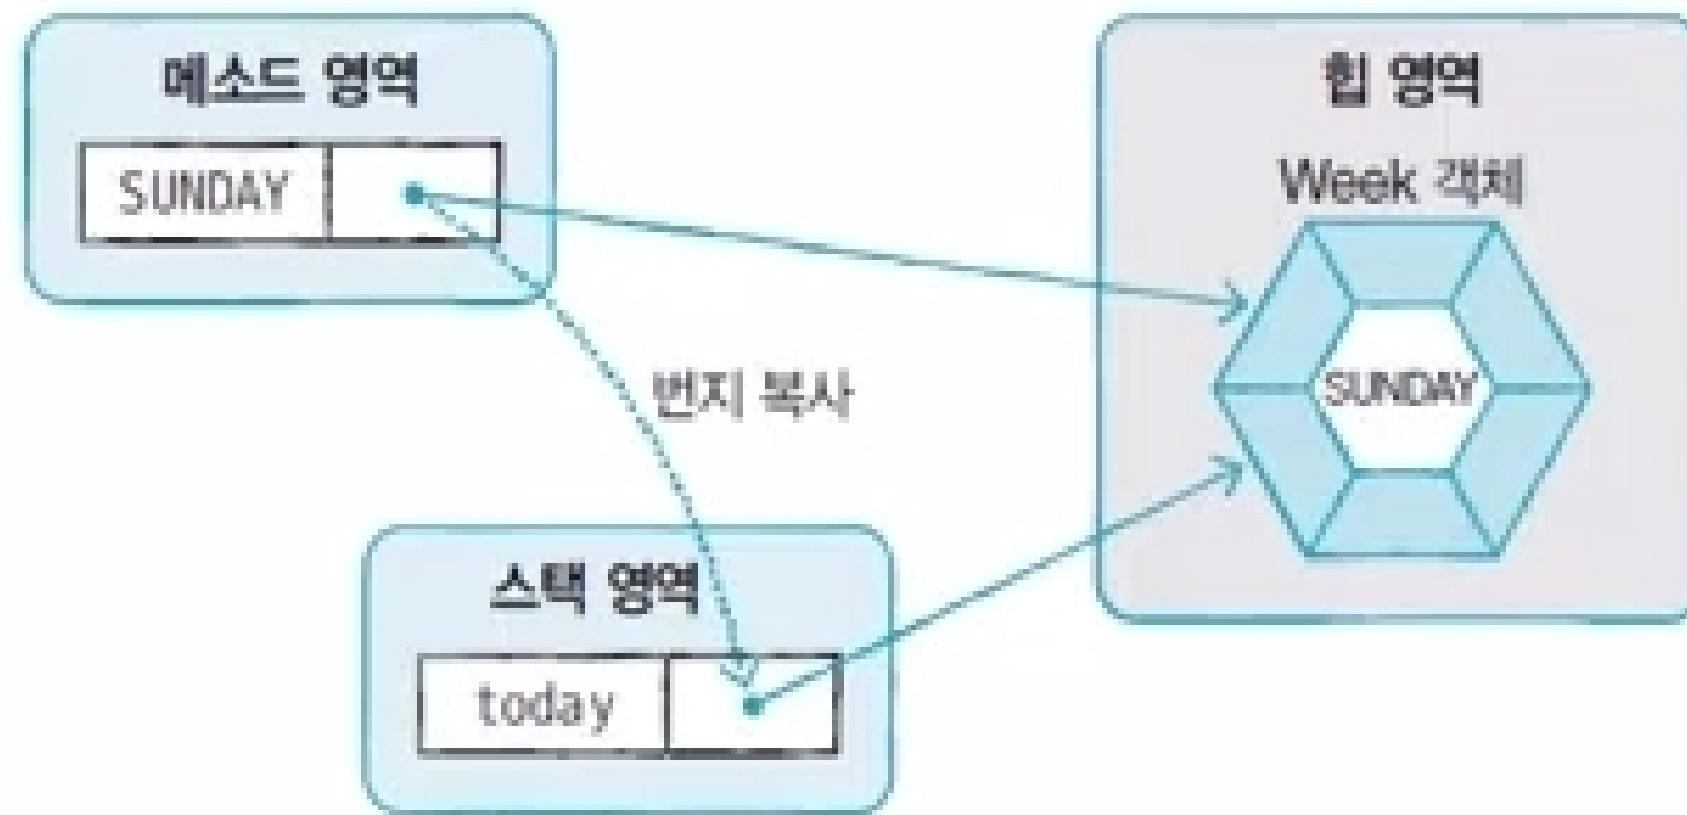 메소드 영역
SUNDAY
힙 영역
Week 객체
SUNDAY
번지 복사
스택 영역
today